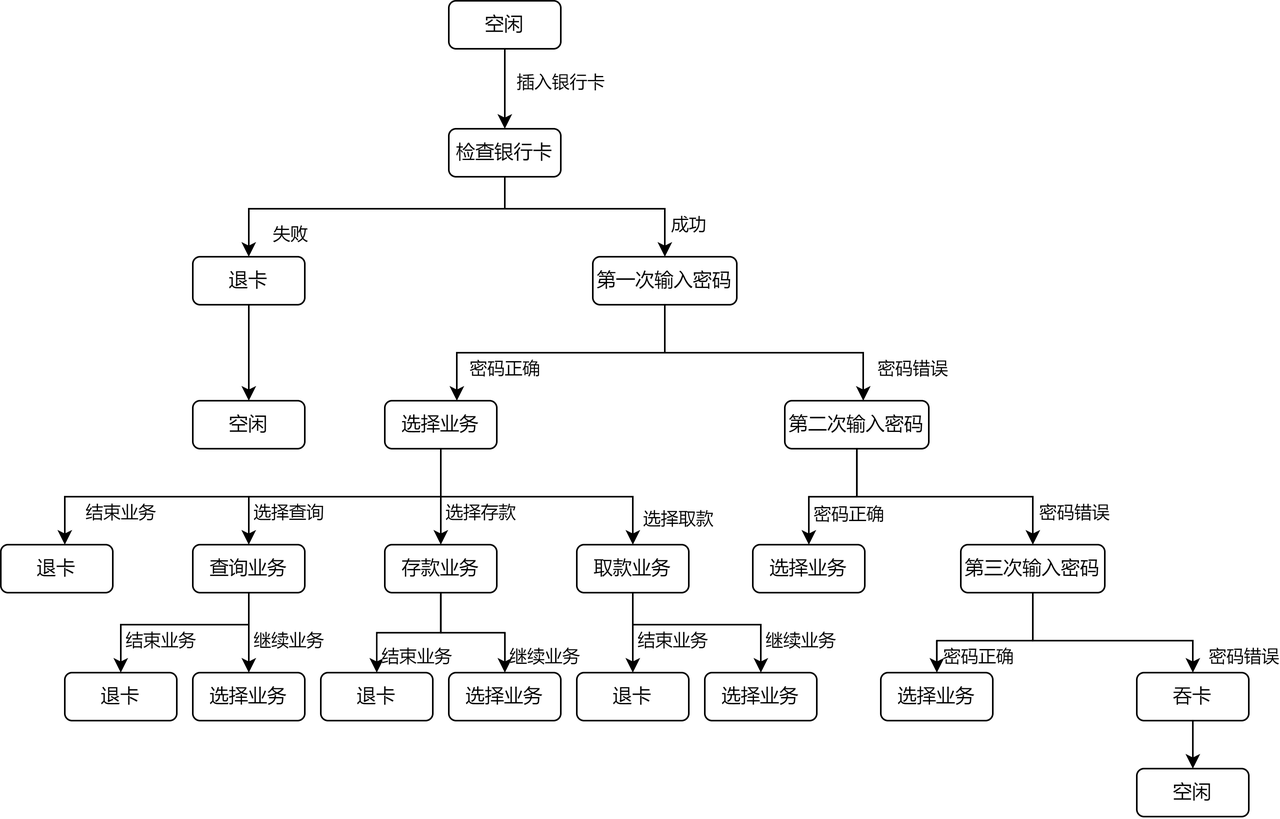 空闲
插入银行卡
检查银行卡
失败
成功
退卡
第一次输入密码
密码正确
密码错误
空闲
选择业务
第二次输入密码
结束业务
选择查询
选择存款
选择取款
密码正确
密码错误
退卡
查询业务
存款业务
取款业务
选择业务
第三次输入密码
结束业务
继续业务
结束业务
继续业务
结束业务
继续业务
密码正确
密码错误
退卡
选择业务
退卡
选择业务
退卡
选择业务
选择业务
吞卡
空闲